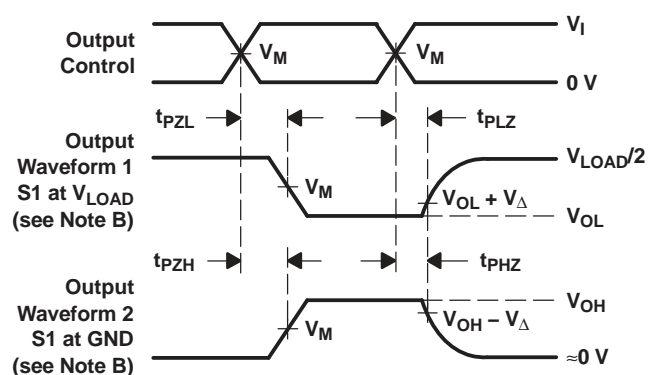 Output
Control
V_M
V_M
V_I
0 V
t_PZL
t_PLZ
Output
Waveform 1
S1 at V_LOAD
(see Note B)
V_M
V_LOAD/2
V_OL + V_Δ
V_OL
t_PZH
t_PHZ
Output
Waveform 2
S1 at GND
(see Note B)
V_M
V_OH
V_OH − V_Δ
≈0 V